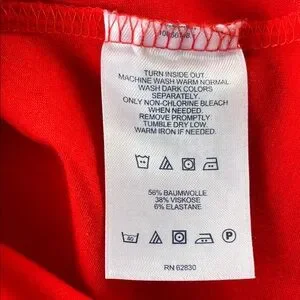 TURN INSIDE OUT
MACHINE WASH WARM NORMAL
WASH DARK COLORS
SEPARATELY.
ONLY NON-CHLORINE BLEACH
WHEN NEEDED.
REMOVE PROMPTLY
TUMBLE DRY LOW.
WARM IRON IF NEEDED.
56% BAUMWOLLE
38% VISKOSE
6% ELASTANE
40 P
RN 62830